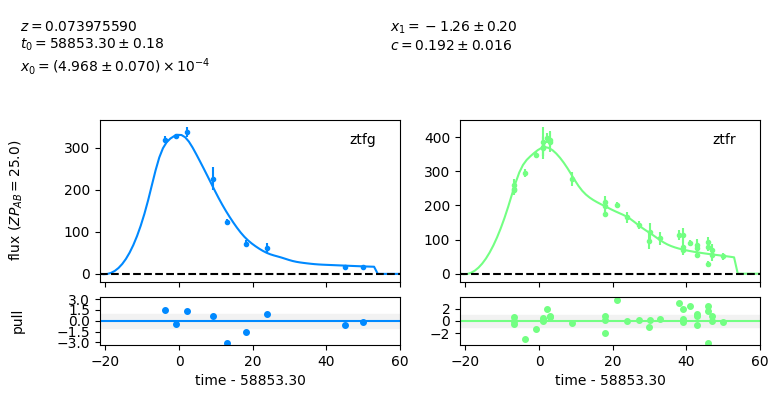 z = 0.073975590
t₀ = 58853.30 ± 0.18
x₀ = (4.968 ± 0.070) × 10⁻⁴
x₁ = −1.26 ± 0.20
c = 0.192 ± 0.016
flux (ZP_AB = 25.0)
300
200
100
0
ztfg
400
300
200
100
0
ztfr
pull
3.0
1.5
0.0
−1.5
−3.0
−20
0
20
40
60
time - 58853.30
2
0
−2
−20
0
20
40
60
time - 58853.30